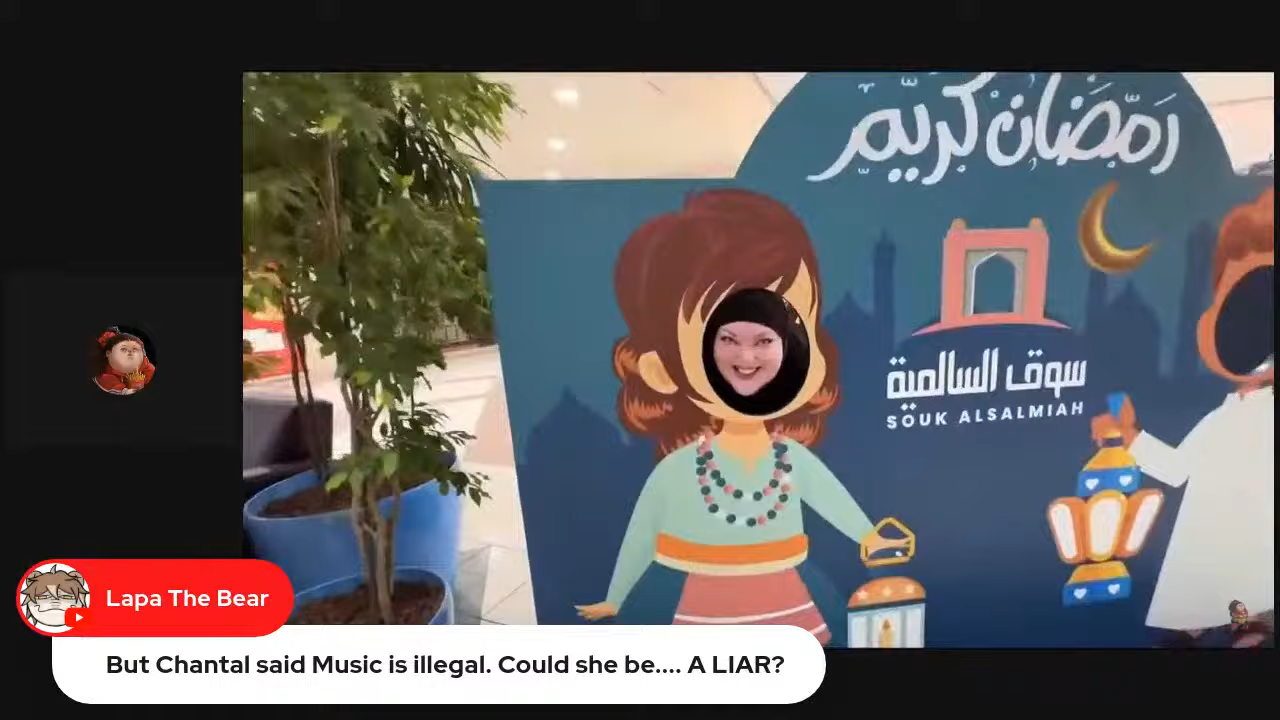 رمضان كريم
سوق السالمية
SOUK ALSALMIAH
Lapa The Bear
But Chantal said Music is illegal. Could she be.... A LIAR?